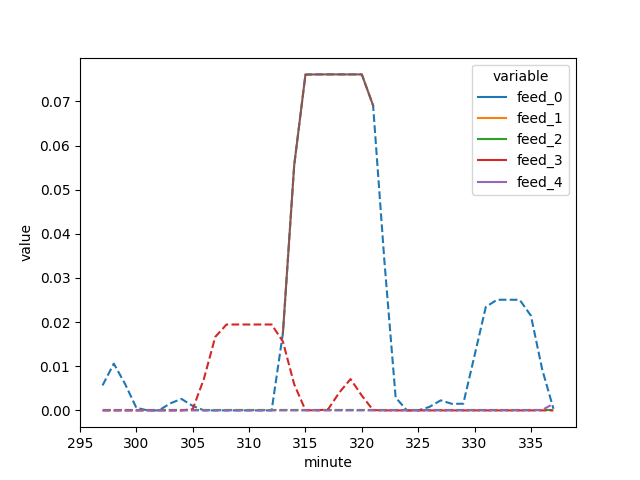 variable
feed_0
feed_1
feed_2
feed_3
feed_4
value
0.07
0.06
0.05
0.04
0.03
0.02
0.01
0.00
295 300 305 310 315 320 325 330 335
minute